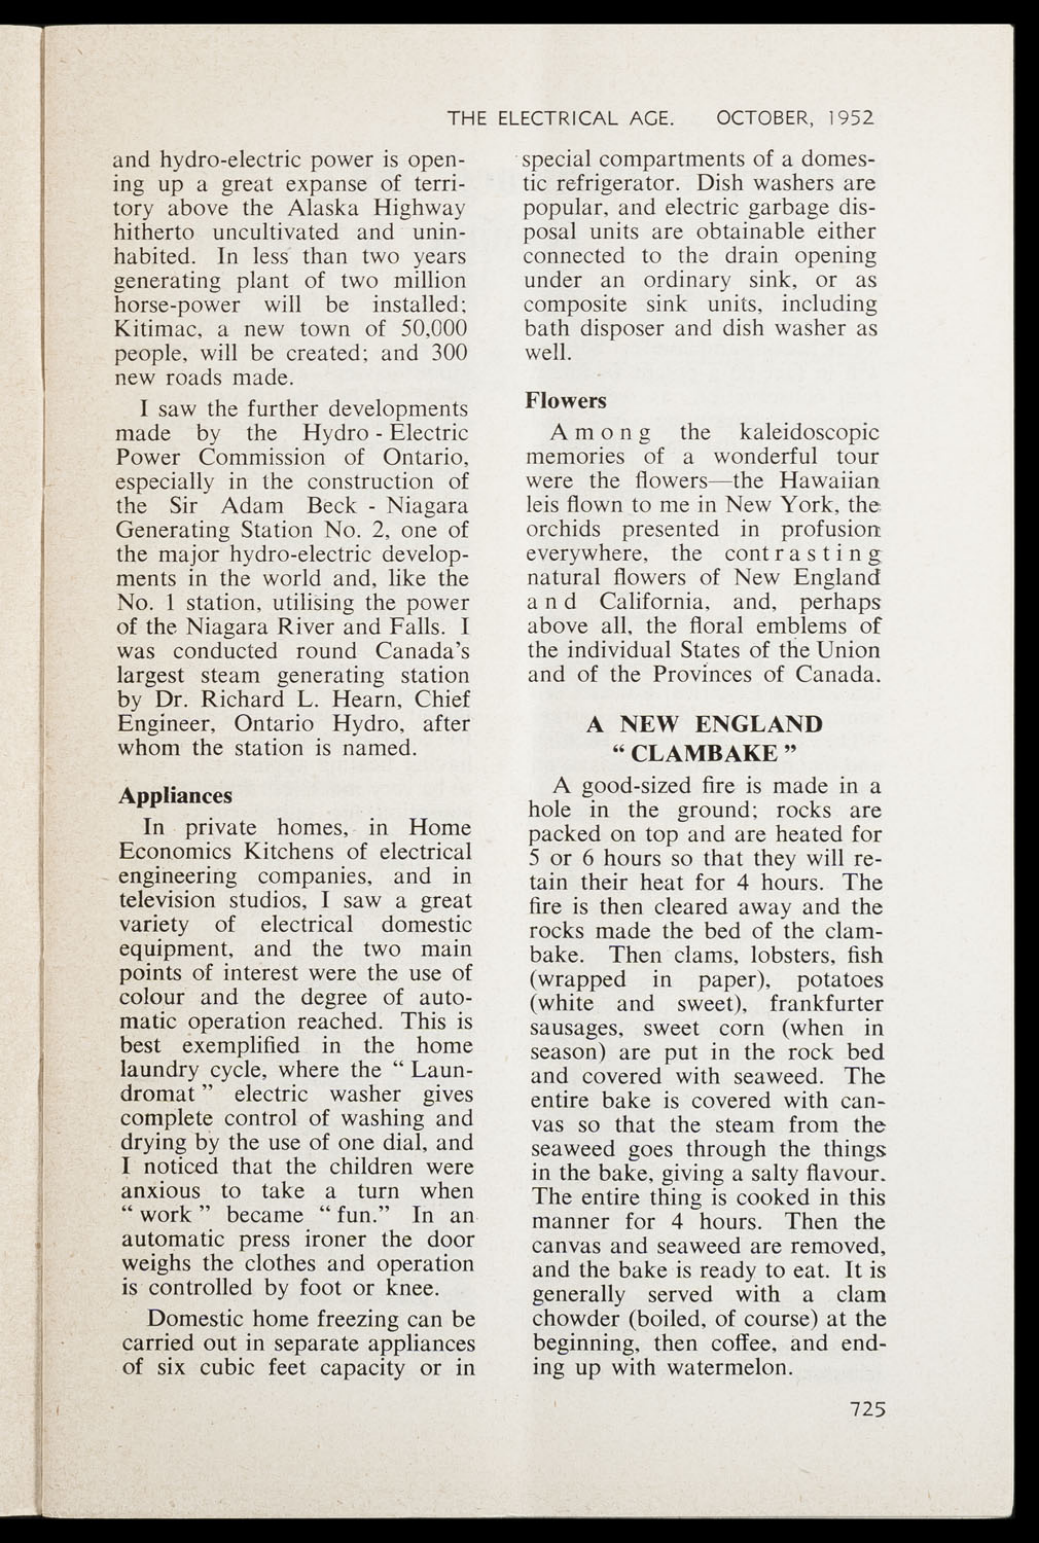 THE ELECTRICAL AGE. OCTOBER, 1952
and hydro-electric power is open-
ing up a great expanse of terri-
tory above the Alaska Highway
hitherto uncultivated and unin-
habited. In less than two years
generating plant of two million
horse-power will be installed;
Kitimac, a new town of 50,000
people, will be created; and 300
new roads made.
I saw the further developments
made by the Hydro - Electric
Power Commission of Ontario,
especially in the construction of
the Sir Adam Beck - Niagara
Generating Station No. 2, one of
the major hydro-electric develop-
ments in the world and, like the
No. 1 station, utilising the power
of the Niagara River and Falls. I
was conducted round Canada's
largest steam generating station
by Dr. Richard L. Hearn, Chief
Engineer, Ontario Hydro, after
whom the station is named.
Appliances
In private homes, in Home
Economics Kitchens of electrical
engineering companies, and in
television studios, I saw a great
variety of electrical domestic
equipment, and the two main
points of interest were the use of
colour and the degree of auto-
matic operation reached. This is
best exemplified in the home
laundry cycle, where the " Laun-
dromat " electric washer gives
complete control of washing and
drying by the use of one dial, and
I noticed that the children were
anxious to take a turn when
" work " became " fun." In an
automatic press ironer the door
weighs the clothes and operation
is controlled by foot or knee.
Domestic home freezing can be
carried out in separate appliances
of six cubic feet capacity or in
special compartments of a domes-
tic refrigerator. Dish washers are
popular, and electric garbage dis-
posal units are obtainable either
connected to the drain opening
under an ordinary sink, or as
composite sink units, including
bath disposer and dish washer as
well.
Flowers
Among the kaleidoscopic
memories of a wonderful tour
were the flowers—the Hawaiian
leis flown to me in New York, the
orchids presented in profusion
everywhere, the contrasting
natural flowers of New England
and California, and, perhaps
above all, the floral emblems of
the individual States of the Union
and of the Provinces of Canada.
A NEW ENGLAND
" CLAMBAKE "
A good-sized fire is made in a
hole in the ground; rocks are
packed on top and are heated for
5 or 6 hours so that they will re-
tain their heat for 4 hours. The
fire is then cleared away and the
rocks made the bed of the clam-
bake. Then clams, lobsters, fish
(wrapped in paper), potatoes
(white and sweet), frankfurter
sausages, sweet corn (when in
season) are put in the rock bed
and covered with seaweed. The
entire bake is covered with can-
vas so that the steam from the
seaweed goes through the things
in the bake, giving a salty flavour.
The entire thing is cooked in this
manner for 4 hours. Then the
canvas and seaweed are removed,
and the bake is ready to eat. It is
generally served with a clam
chowder (boiled, of course) at the
beginning, then coffee, and end-
ing up with watermelon.
725